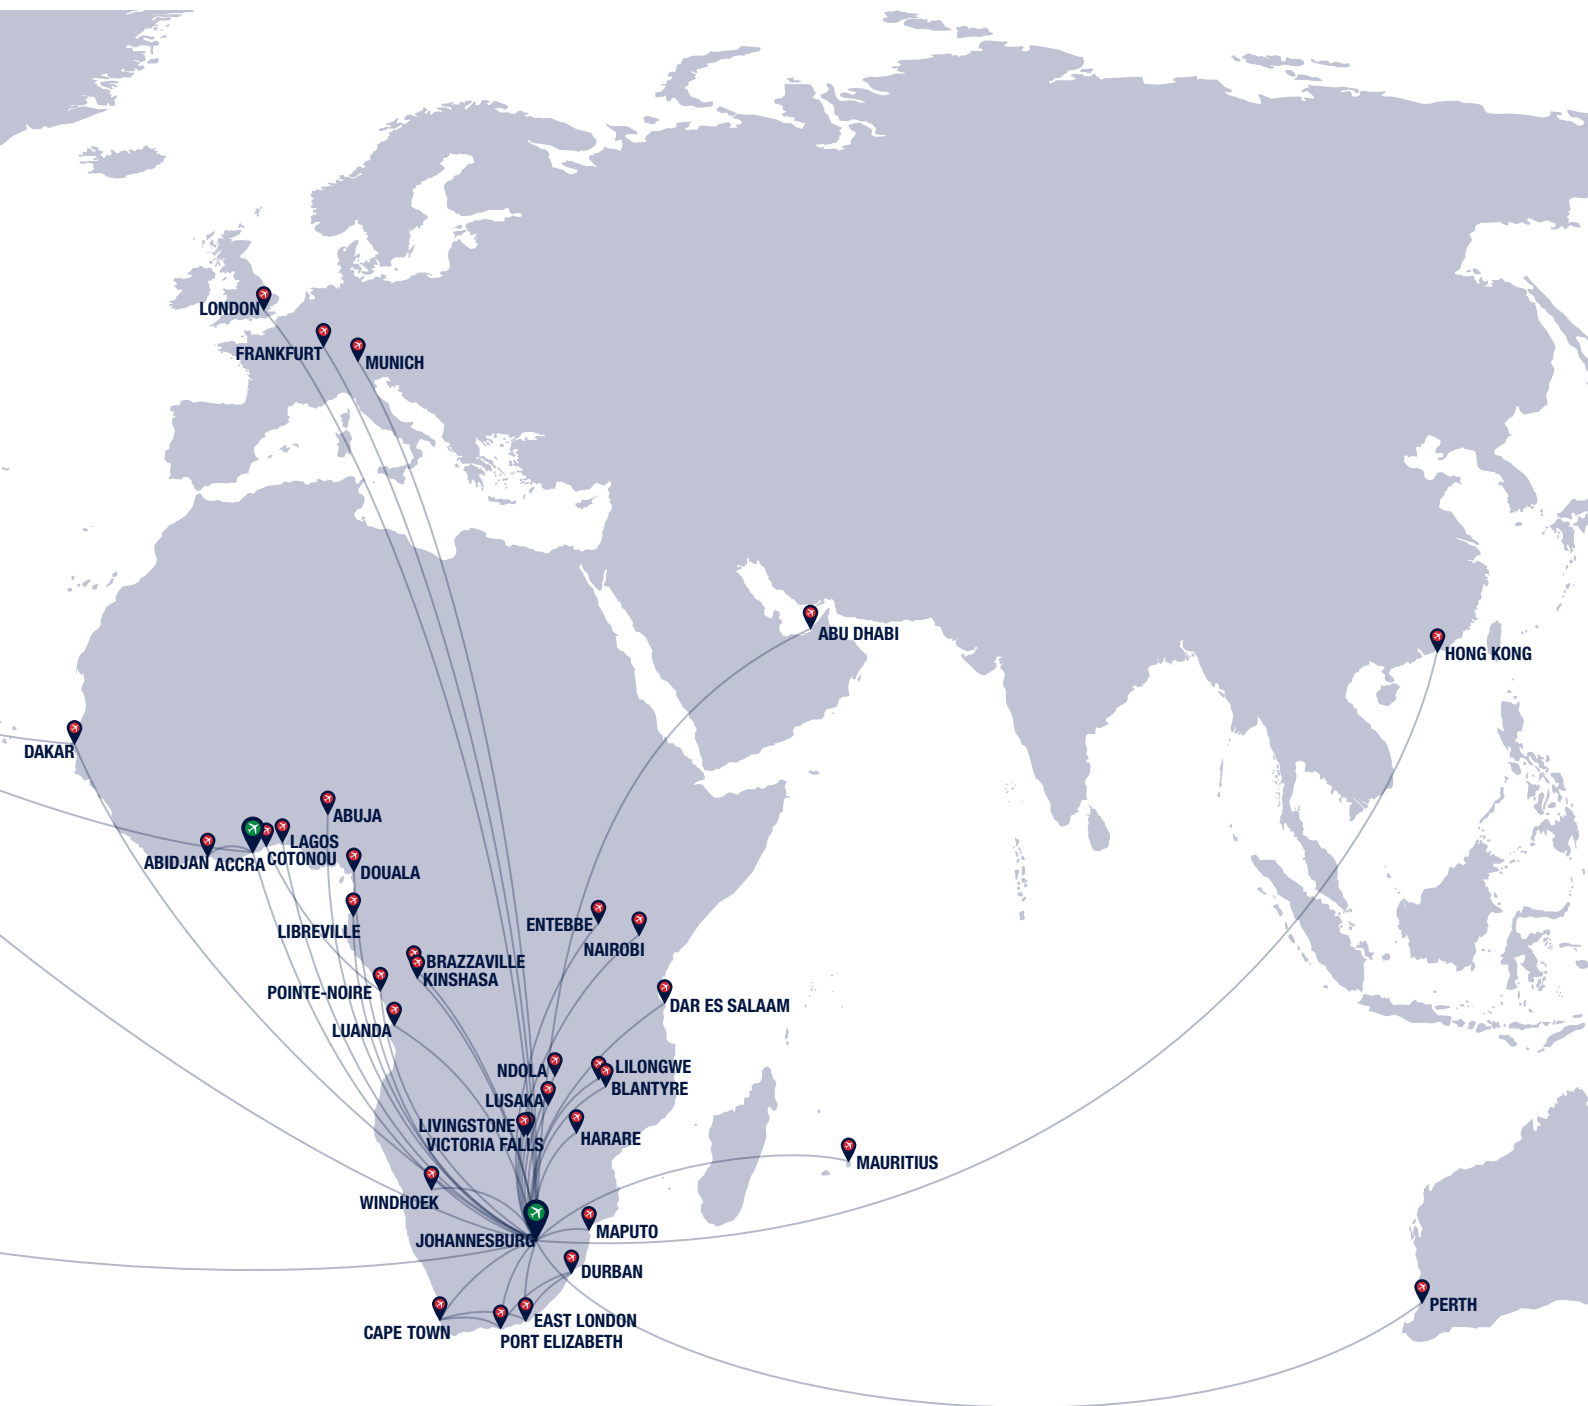 LONDON
FRANKFURT
MUNICH
ABU DHABI
HONG KONG
DAKAR
ABUJA
LAGOS
COTONOU
ABIDJAN
ACCRA
DOUALA
LIBREVILLE
ENTEBBE
NAIROBI
BRAZZAVILLE
KINSHASA
POINTE-NOIRE
DAR ES SALAAM
LUANDA
NDOLA
LILONGWE
BLANTYRE
LUSAKA
LIVINGSTONE
VICTORIA FALLS
HARARE
MAURITIUS
WINDHOEK
MAPUTO
JOHANNESBURG
DURBAN
PERTH
EAST LONDON
CAPE TOWN
PORT ELIZABETH